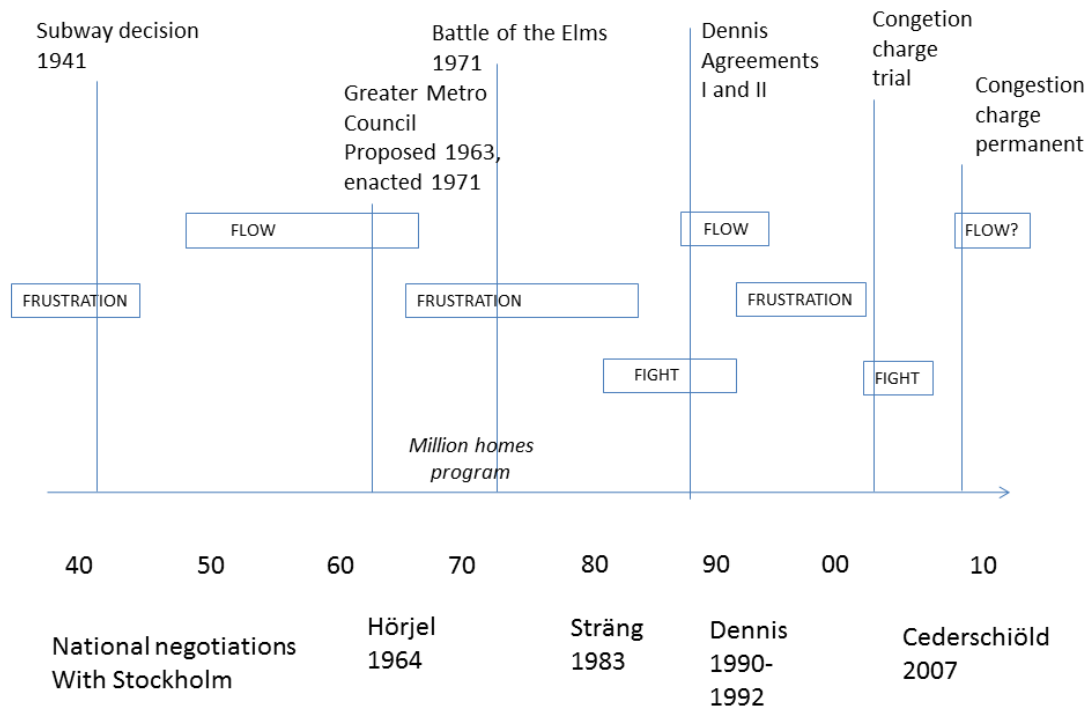 Subway decision
1941
Battle of the Elms
1971
Greater Metro
Council
Proposed 1963,
enacted 1971
Dennis
Agreements
I and II
Congetion
charge
trial
Congestion
charge
permanent
FLOW
FLOW
FLOW?
FRUSTRATION
FRUSTRATION
FRUSTRATION
FIGHT
FIGHT
Million homes
program
40 50 60 70 80 90 00 10
National negotiations
With Stockholm
Hörjel
1964
Sträng
1983
Dennis
1990-
1992
Cederschiöld
2007